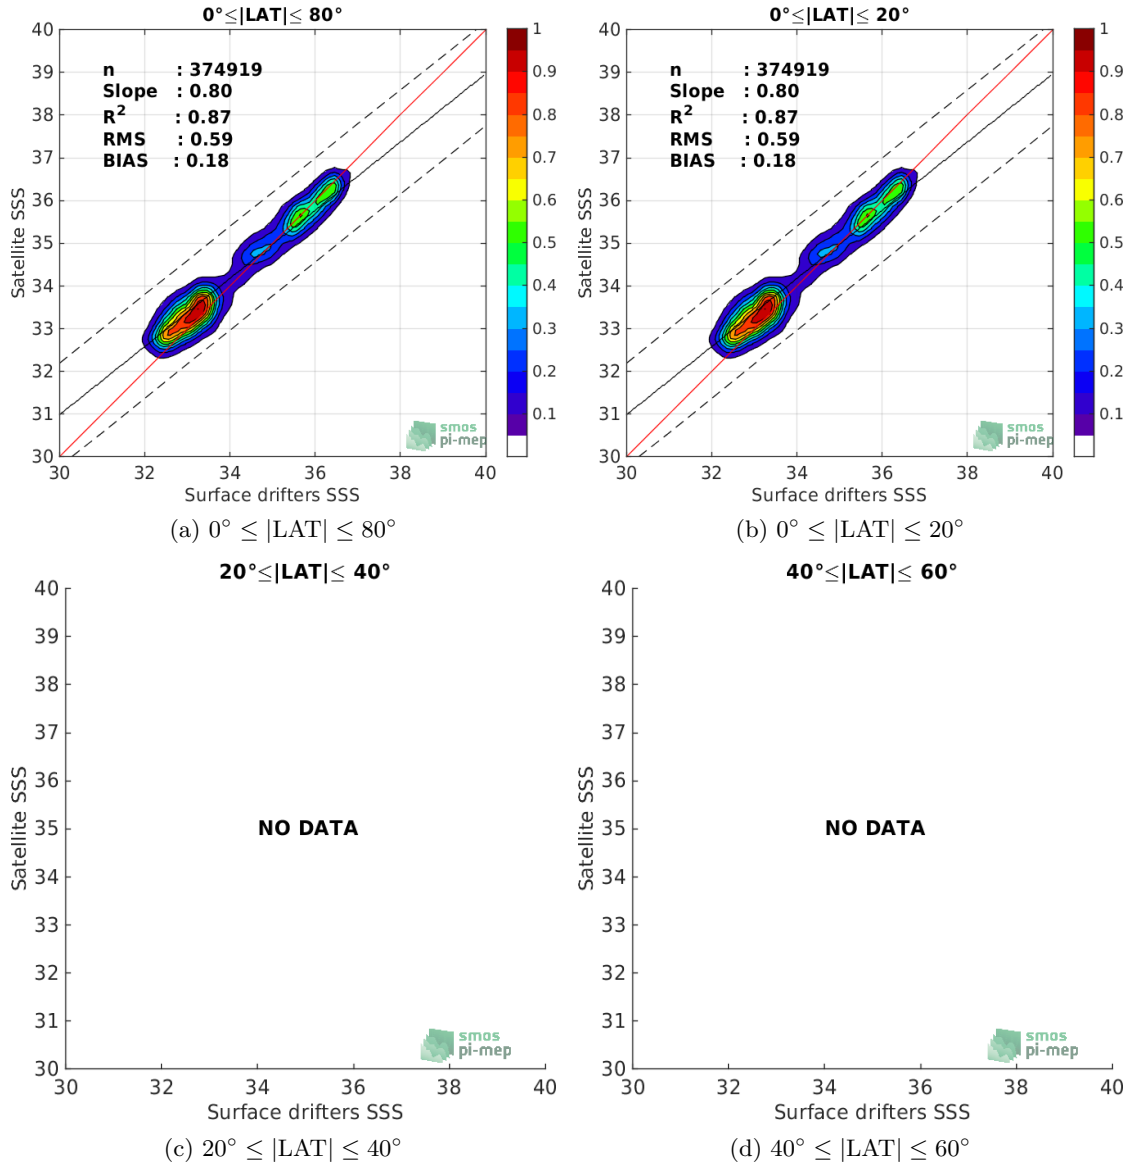 0°≤|LAT|≤ 80°
40
39
38
37
36
35
34
33
32
31
30
Satellite SSS
n : 374919
Slope : 0.80
R² : 0.87
RMS : 0.59
BIAS : 0.18
smos
pi-mep
30 32 34 36 38 40
Surface drifters SSS
1
0.9
0.8
0.7
0.6
0.5
0.4
0.3
0.2
0.1
(a) 0° ≤ |LAT| ≤ 80°
0°≤|LAT|≤ 20°
40
39
38
37
36
35
34
33
32
31
30
Satellite SSS
n : 374919
Slope : 0.80
R² : 0.87
RMS : 0.59
BIAS : 0.18
smos
pi-mep
30 32 34 36 38 40
Surface drifters SSS
1
0.9
0.8
0.7
0.6
0.5
0.4
0.3
0.2
0.1
(b) 0° ≤ |LAT| ≤ 20°
20°≤|LAT|≤ 40°
40
39
38
37
36
35
34
33
32
31
30
Satellite SSS
NO DATA
smos
pi-mep
30 32 34 36 38 40
Surface drifters SSS
(c) 20° ≤ |LAT| ≤ 40°
40°≤|LAT|≤ 60°
40
39
38
37
36
35
34
33
32
31
30
Satellite SSS
NO DATA
smos
pi-mep
30 32 34 36 38 40
Surface drifters SSS
(d) 40° ≤ |LAT| ≤ 60°